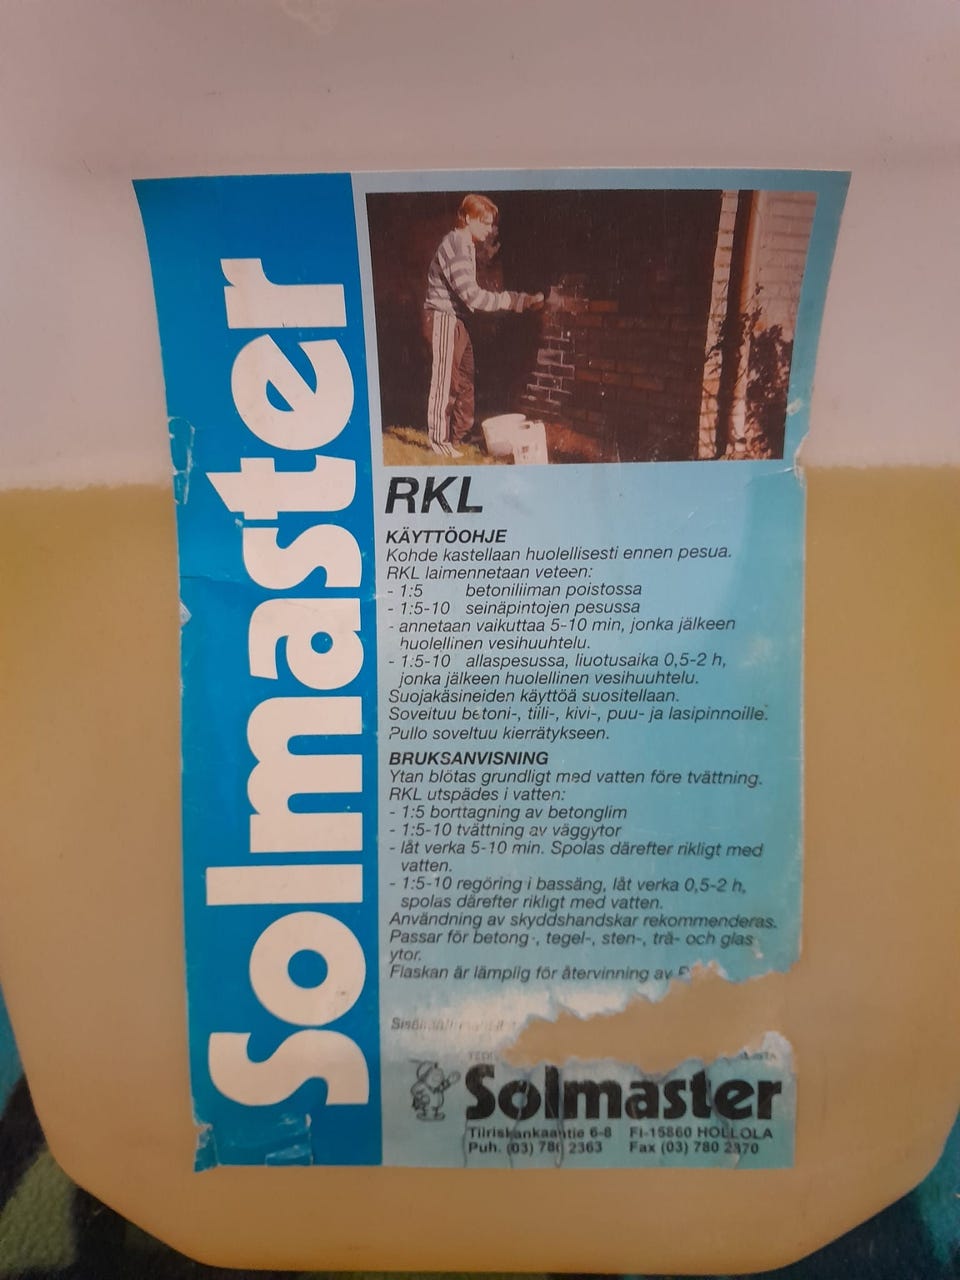 Solmaster
RKL
KÄYTTÖOHJE
Kohde kastellaan huolellisesti ennen pesua.
RKL laimennetaan veteen:
- 1:5 betoniliiman poistossa
- 1:5-10 seinäpintojen pesussa
- annetaan vaikuttaa 5-10 min, jonka jälkeen
huolellinen vesihuuhtelu.
- 1:5-10 allaspesussa, liuotusaika 0,5-2 h,
jonka jälkeen huolellinen vesihuuhtelu.
Suojakäsineiden käyttöä suositellaan.
Soveltuu betoni-, tiili-, kivi-, puu- ja lasipinnoille.
Pullo soveltuu kierrätykseen.
BRUKSANVISNING
Ytan blötas grundligt med vatten före tvättning.
RKL utspädes i vatten:
- 1:5 borttagning av betonglim
- 1:5-10 tvättning av väggytor
- låt verka 5-10 min. Spolas därefter rikligt med
vatten.
- 1:5-10 regöring i bassäng, låt verka 0,5-2 h,
spolas därefter rikligt med vatten.
Användning av skyddshandskar rekommenderas.
Passar för betong-, tegel-, sten-, trä- och glas
ytor.
Flaskan är lämplig för återvinning av
Solmaster
Tiiriskankaantie 6-8 FI-15860 HOLLOLA
Puh. (03) 780 2363 Fax (03) 780 2370